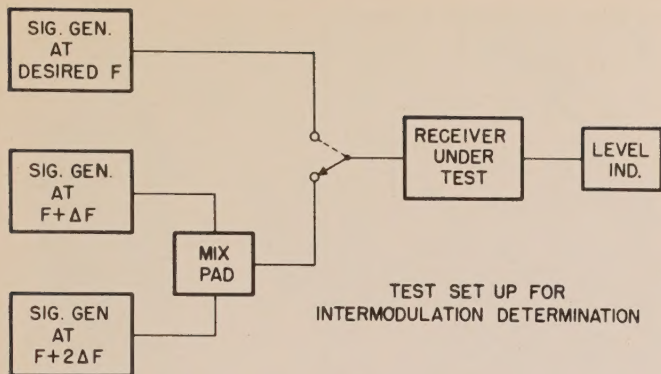 SIG. GEN.
AT
DESIRED F
SIG. GEN.
AT
F+ΔF
SIG. GEN
AT
F+2ΔF
MIX
PAD
RECEIVER
UNDER
TEST
LEVEL
IND.
TEST SET UP FOR
INTERMODULATION DETERMINATION